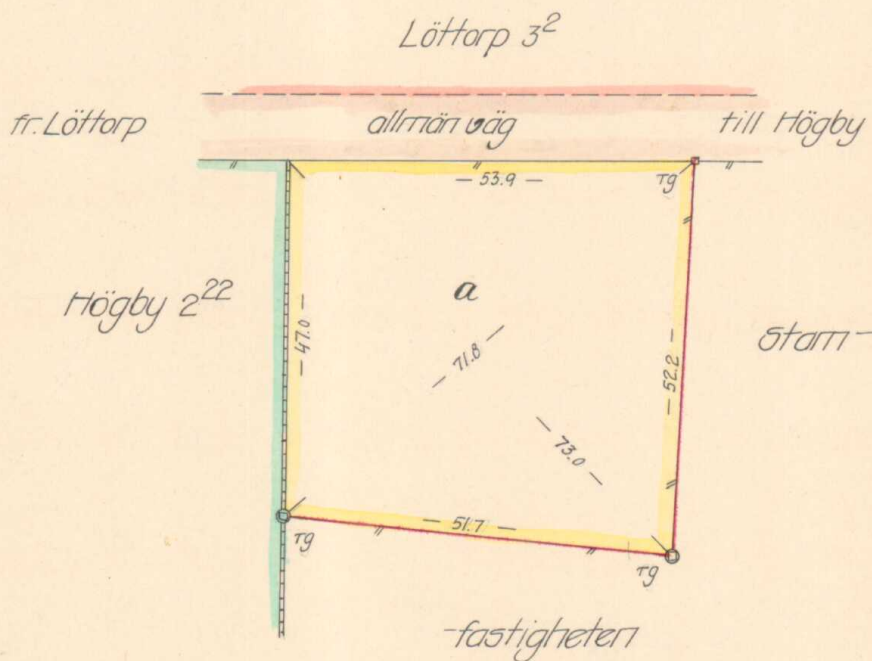 Löttorp 3²
fr. Löttorp
allmän väg
till Högby
— 53.9 —
Tg
Högby 2²²
— 47.0 —
a
— 71.8 —
— 52.2 —
Stam-
— 73.0 —
— 51.7 —
Tg
Tg
-fastigheten